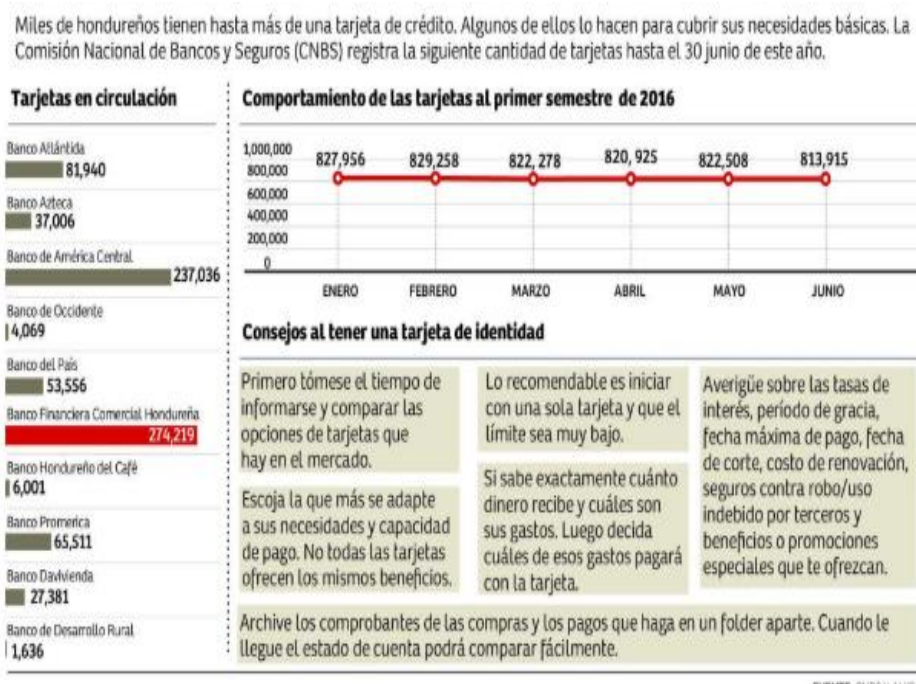 Miles de hondureños tienen hasta más de una tarjeta de crédito. Algunos de ellos lo hacen para cubrir sus necesidades básicas. La
Comisión Nacional de Bancos y Seguros (CNBS) registra la siguiente cantidad de tarjetas hasta el 30 junio de este año.
Tarjetas en circulación
Banco Atlántida
81,940
Banco Azteca
37,006
Banco de América Central
237,036
Banco de Occidente
4,069
Banco del País
53,556
Banco Financiera Comercial Hondureña
274,219
Banco Hondureño del Café
6,001
Banco Promerica
65,511
Banco Davivienda
27,381
Banco de Desarrollo Rural
1,636
Comportamiento de las tarjetas al primer semestre de 2016
1,000,000
800,000
600,000
400,000
200,000
0
827,956 829,258 822, 278 820, 925 822,508 813,915
ENERO FEBRERO MARZO ABRIL MAYO JUNIO
Consejos al tener una tarjeta de identidad
Primero tómese el tiempo de
informarse y comparar las
opciones de tarjetas que
hay en el mercado.
Escoja la que más se adapte
a sus necesidades y capacidad
de pago. No todas las tarjetas
ofrecen los mismos beneficios.
Lo recomendable es iniciar
con una sola tarjeta y que el
límite sea muy bajo.
Si sabe exactamente cuánto
dinero recibe y cuáles son
sus gastos. Luego decida
cuáles de esos gastos pagará
con la tarjeta.
Averigüe sobre las tasas de
interés, período de gracia,
fecha máxima de pago, fecha
de corte, costo de renovación,
seguros contra robo/uso
indebido por terceros y
beneficios o promociones
especiales que te ofrezcan.
Archive los comprobantes de las compras y los pagos que haga en un folder aparte. Cuando le
llegue el estado de cuenta podrá comparar fácilmente.